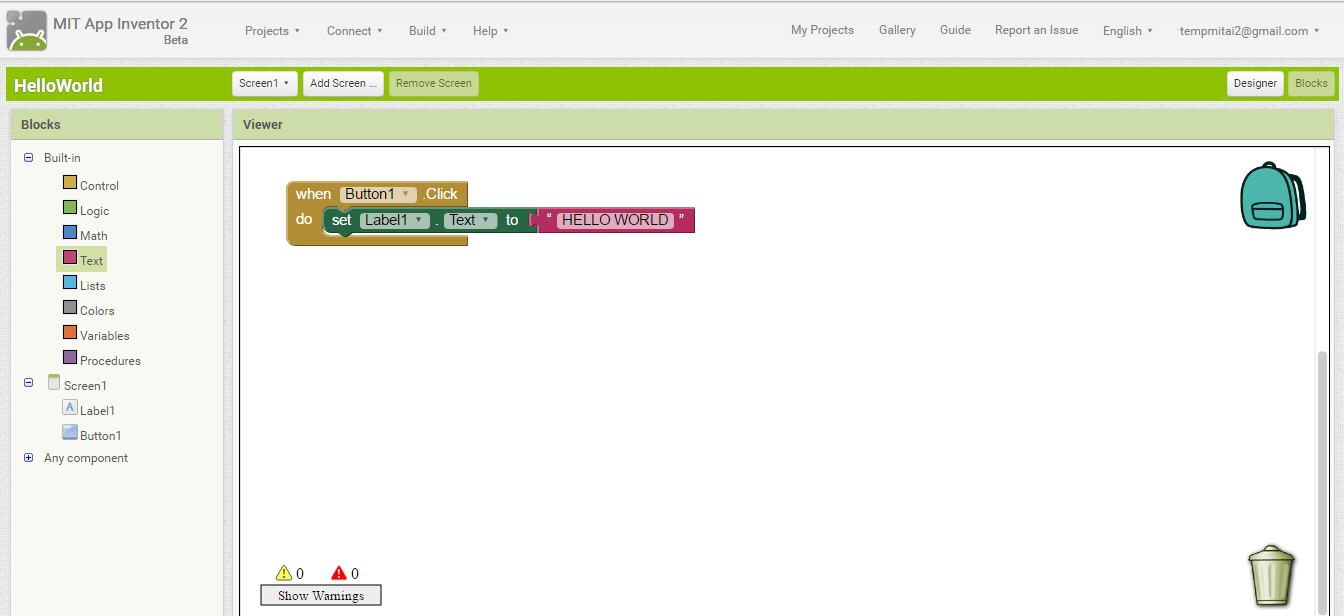 MIT App Inventor 2
Beta
Projects Connect Build Help My Projects Gallery Guide Report an Issue English tempmitai2@gmail.com
HelloWorld Screen1 Add Screen ... Remove Screen Designer Blocks
Blocks
Viewer
Built-in
Control
Logic
Math
Text
Lists
Colors
Variables
Procedures
Screen1
A Label1
Button1
Any component
when Button1 .Click
do set Label1 . Text to " HELLO WORLD "
0 0
Show Warnings